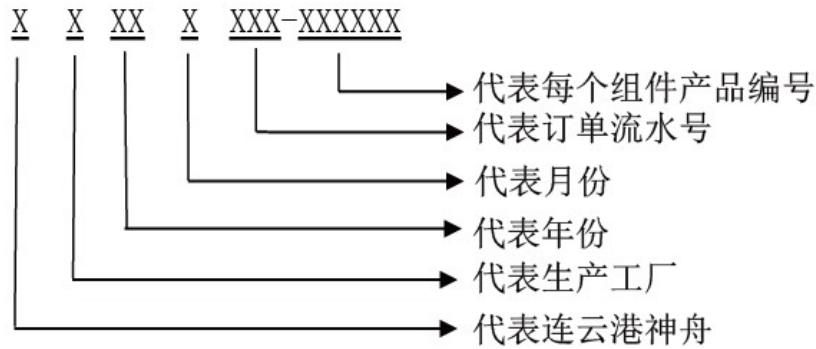 X X XX X XXX-XXXXXX
代表每个组件产品编号
代表订单流水号
代表月份
代表年份
代表生产工厂
代表连云港神舟